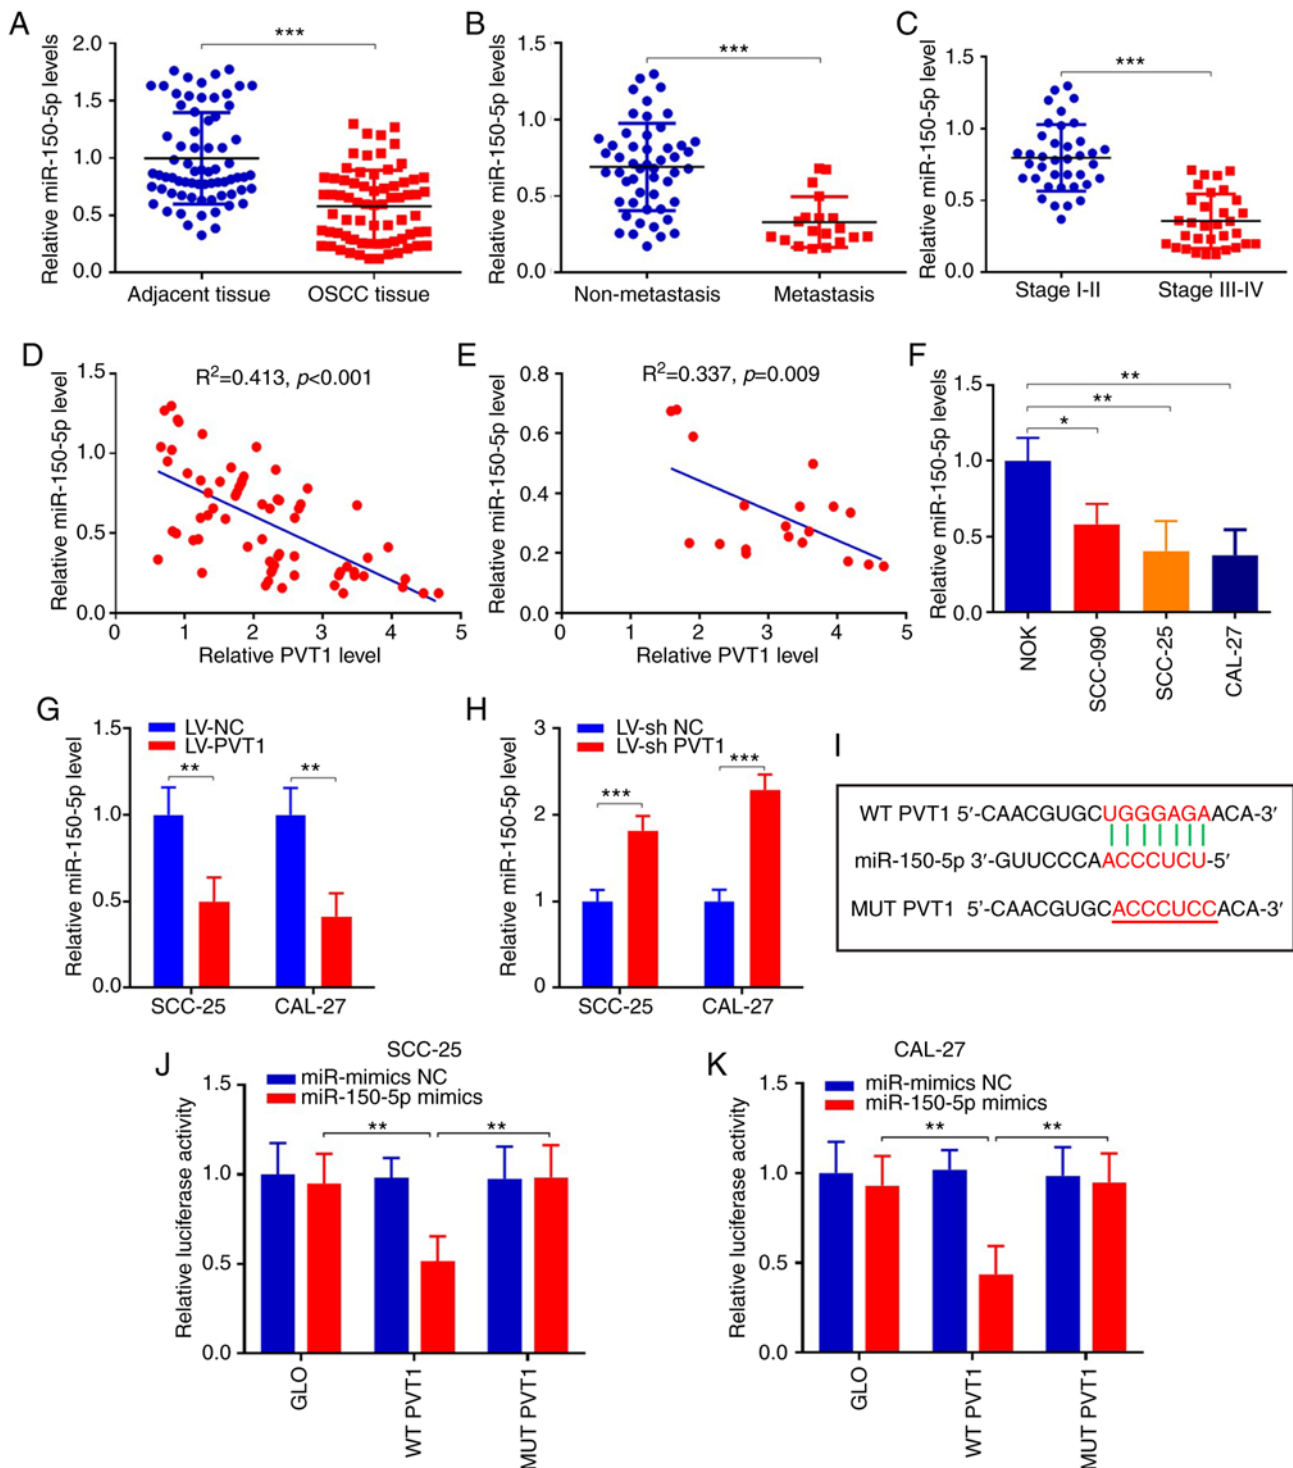 A
Relative miR-150-5p levels
2.0
1.5
1.0
0.5
0.0
***
Adjacent tissue
OSCC tissue
B
Relative miR-150-5p levels
1.5
1.0
0.5
0.0
***
Non-metastasis
Metastasis
C
Relative miR-150-5p levels
1.5
1.0
0.5
0.0
***
Stage I-II
Stage III-IV
D
Relative miR-150-5p level
1.5
1.0
0.5
0.0
R²=0.413, p<0.001
0 1 2 3 4 5
Relative PVT1 level
E
Relative miR-150-5p level
0.8
0.6
0.4
0.2
0.0
R²=0.337, p=0.009
0 1 2 3 4 5
Relative PVT1 level
F
Relative miR-150-5p levels
1.5
1.0
0.5
0.0
**
**
*
NOK
SCC-090
SCC-25
CAL-27
G
LV-NC
LV-PVT1
Relative miR-150-5p level
1.5
1.0
0.5
0.0
**
**
SCC-25
CAL-27
H
LV-sh NC
LV-sh PVT1
Relative miR-150-5p level
3
2
1
0
***
***
SCC-25
CAL-27
I
WT PVT1 5′-CAACGUGCUGGGAGAACA-3′
miR-150-5p 3′-GUUCCCAACCCUCU-5′
MUT PVT1 5′-CAACGUGCACCCUCCACA-3′
J
SCC-25
miR-mimics NC
miR-150-5p mimics
Relative luciferase activity
1.5
1.0
0.5
0.0
**
**
GLO
WT PVT1
MUT PVT1
K
CAL-27
miR-mimics NC
miR-150-5p mimics
Relative luciferase activity
1.5
1.0
0.5
0.0
**
**
GLO
WT PVT1
MUT PVT1